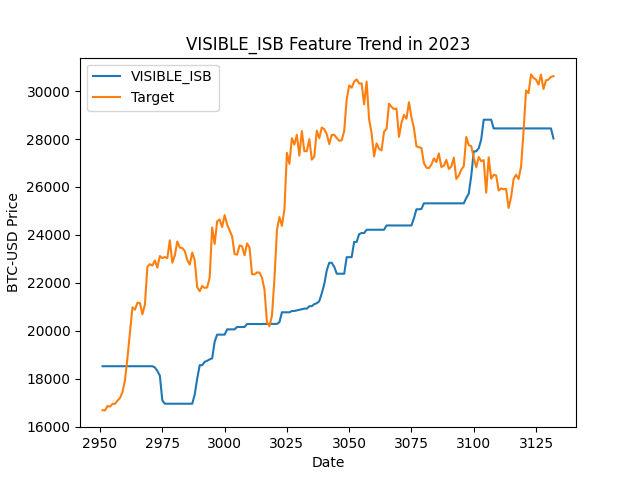 VISIBLE_ISB Feature Trend in 2023
VISIBLE_ISB
Target
BTC-USD Price
30000
28000
26000
24000
22000
20000
18000
16000
2950 2975 3000 3025 3050 3075 3100 3125
Date